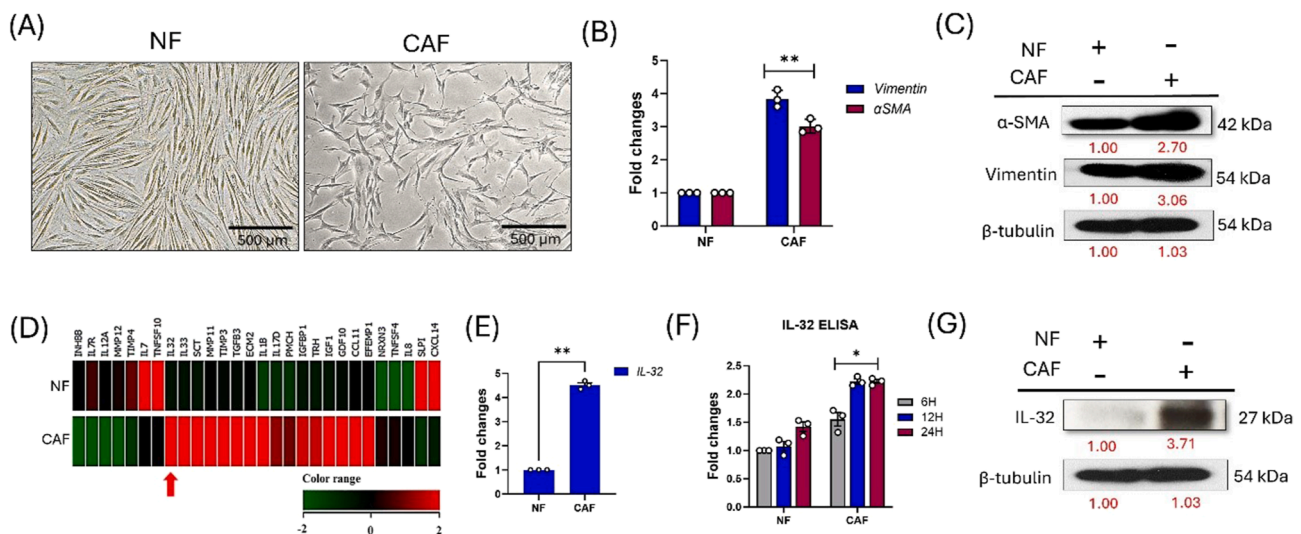 (A)
NF
CAF
500 µm
500 µm
(B)
**
Vimentin
αSMA
Fold changes
5
4
3
2
1
0
NF
CAF
(C)
NF + -
CAF - +
α-SMA 42 kDa
1.00 2.70
Vimentin 54 kDa
1.00 3.06
β-tubulin 54 kDa
1.00 1.03
(D)
INHBB
IL7R
IL12A
MMP12
TIMP4
IL7
TNFSF10
IL32
IL33
SCT
MMP11
TIMP3
TGFB3
ECM2
IL1B
IL17D
PMCH
IGFBP1
TRH
IGF1
GDF10
CCL11
EFEMP1
NRXN3
TNFSF4
IL8
SLPI
CXCL14
NF
CAF
Color range
-2 0 2
(E)
**
IL-32
Fold changes
5
4
3
2
1
0
NF
CAF
(F)
IL-32 ELISA
*
6H
12H
24H
Fold changes
2.5
2.0
1.5
1.0
0.5
0.0
NF
CAF
(G)
NF + -
CAF - +
IL-32 27 kDa
1.00 3.71
β-tubulin 54 kDa
1.00 1.03